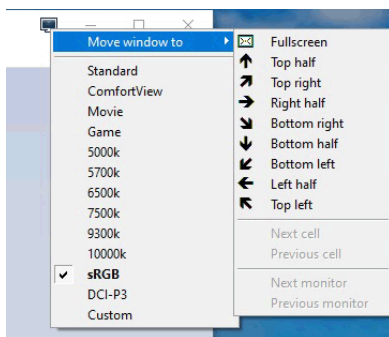 Move window to
Standard
ComfortView
Movie
Game
5000k
5700k
6500k
7500k
9300k
10000k
sRGB
DCI-P3
Custom
Fullscreen
Top half
Top right
Right half
Bottom right
Bottom half
Bottom left
Left half
Top left
Next cell
Previous cell
Next monitor
Previous monitor